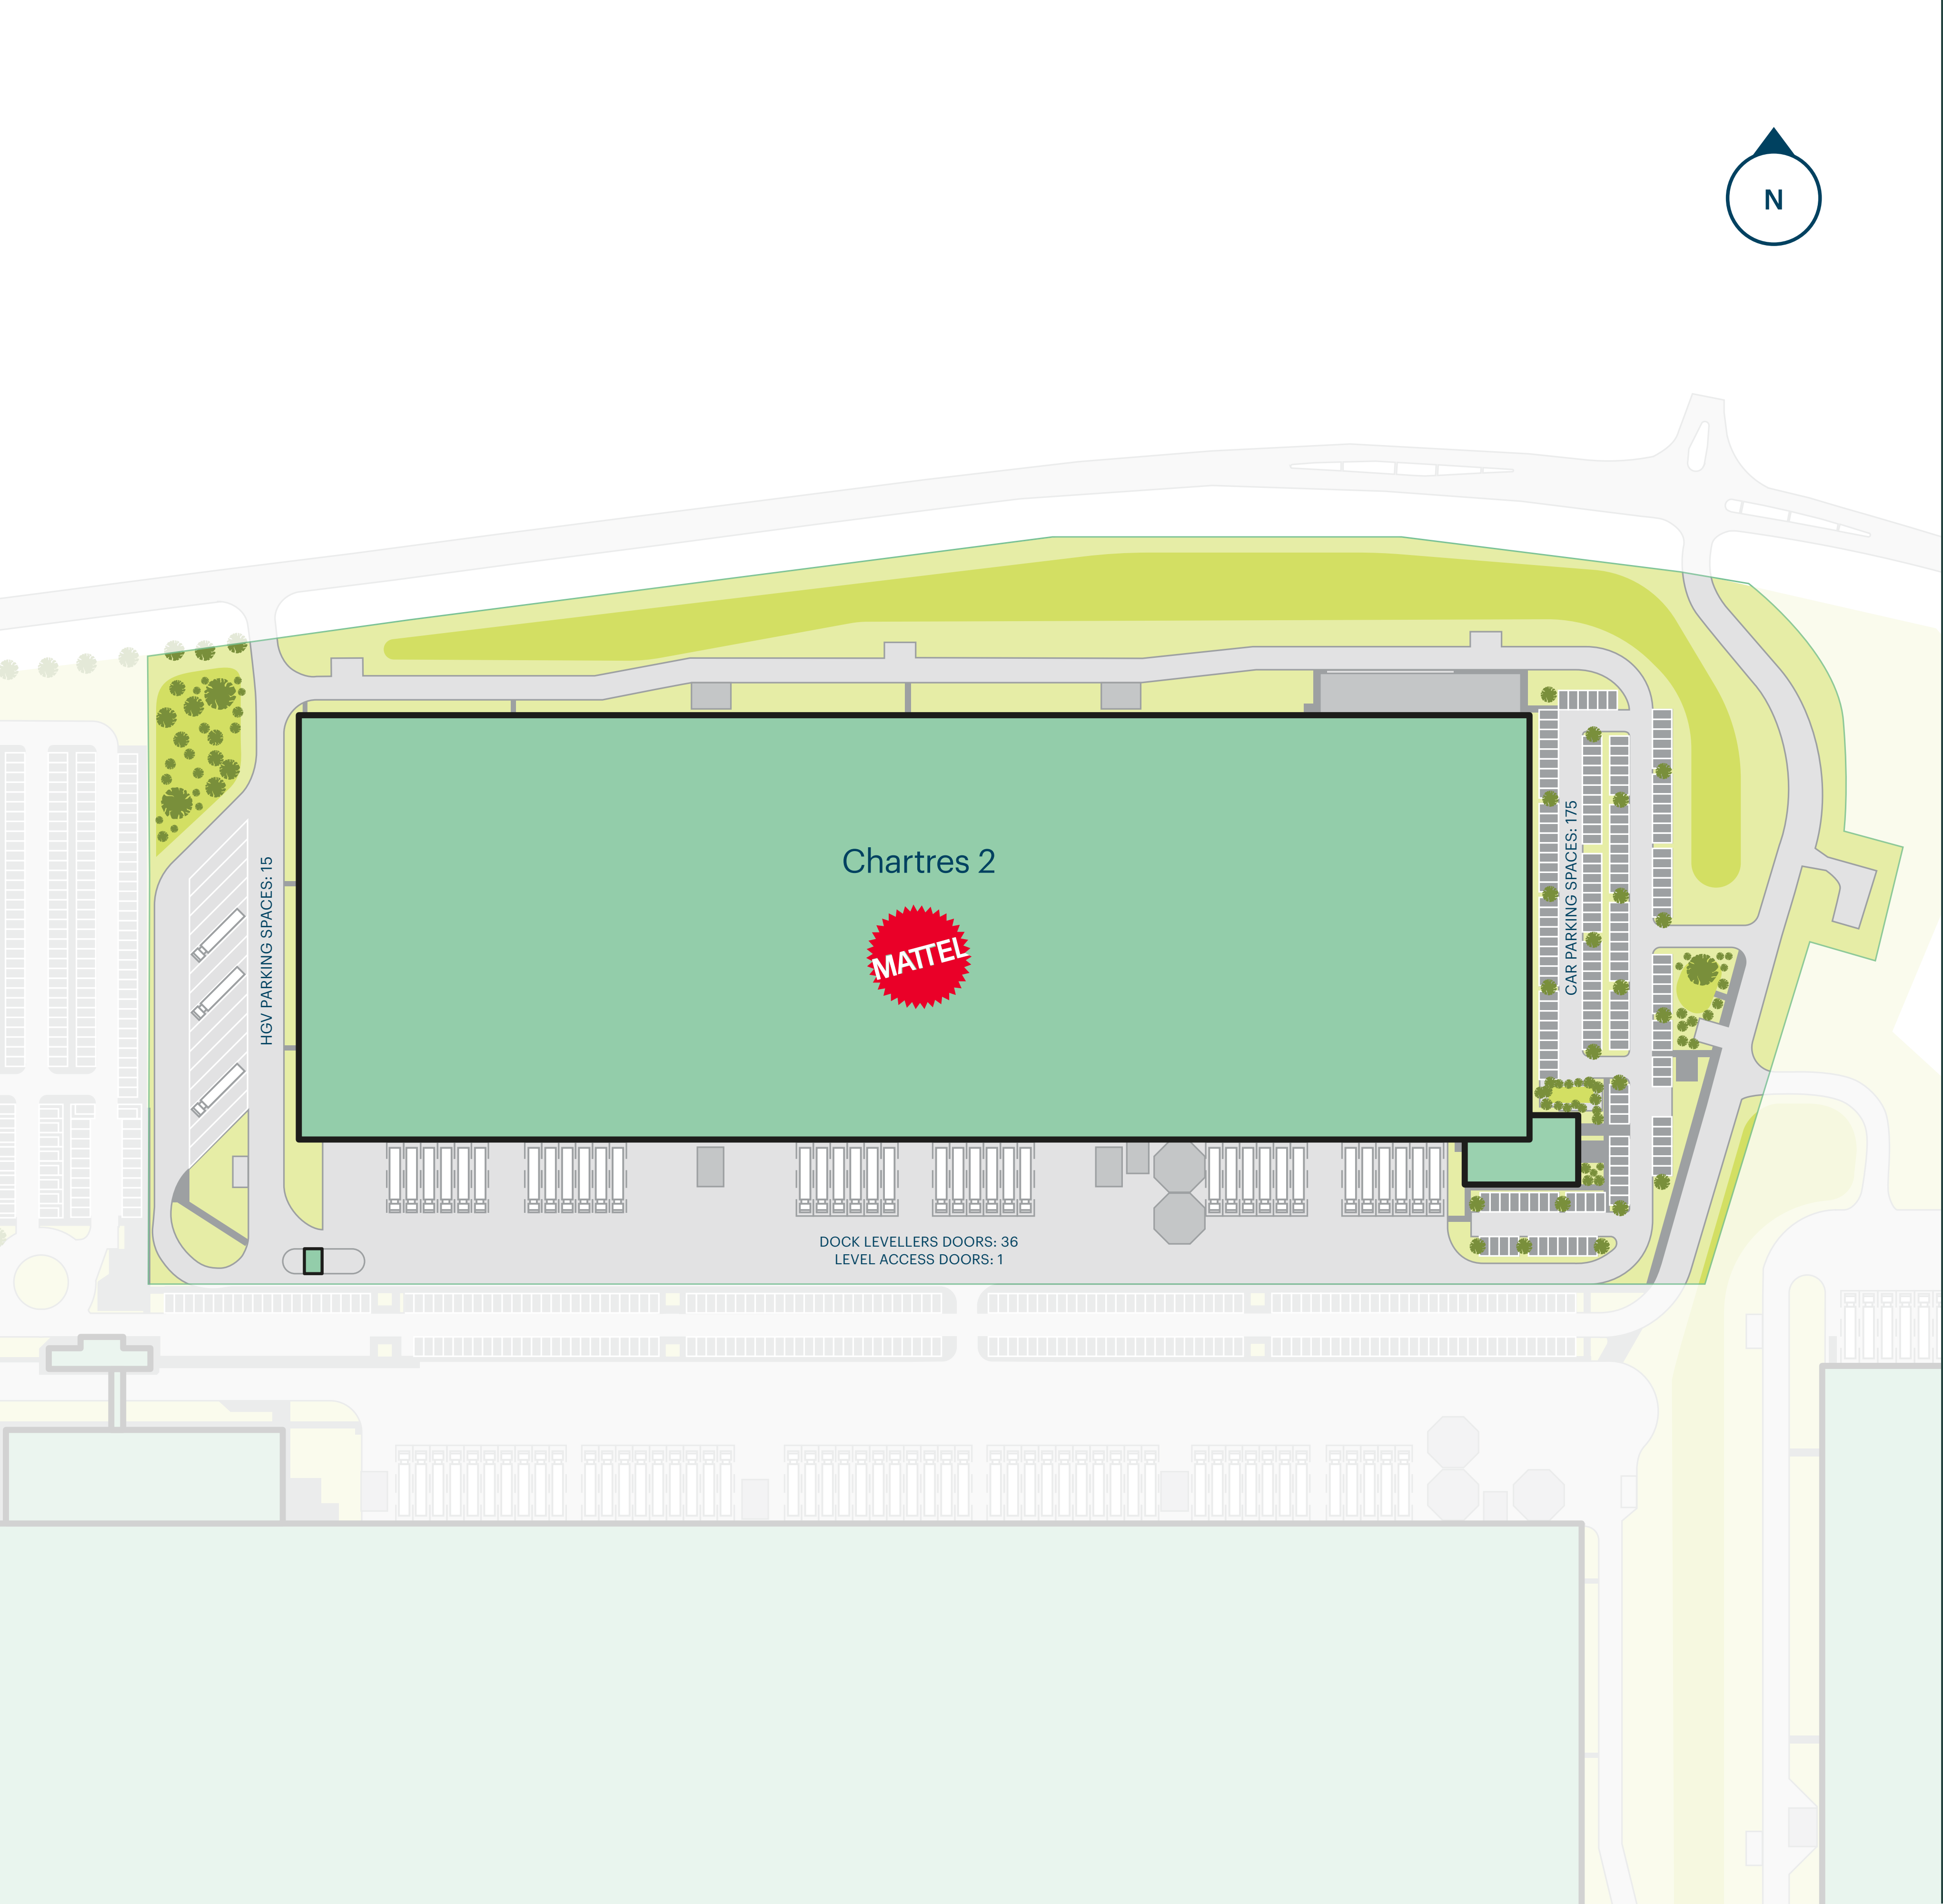 N
Chartres 2
MATTEL
HGV PARKING SPACES: 15
CAR PARKING SPACES: 175
DOCK LEVELLERS DOORS: 36
LEVEL ACCESS DOORS: 1